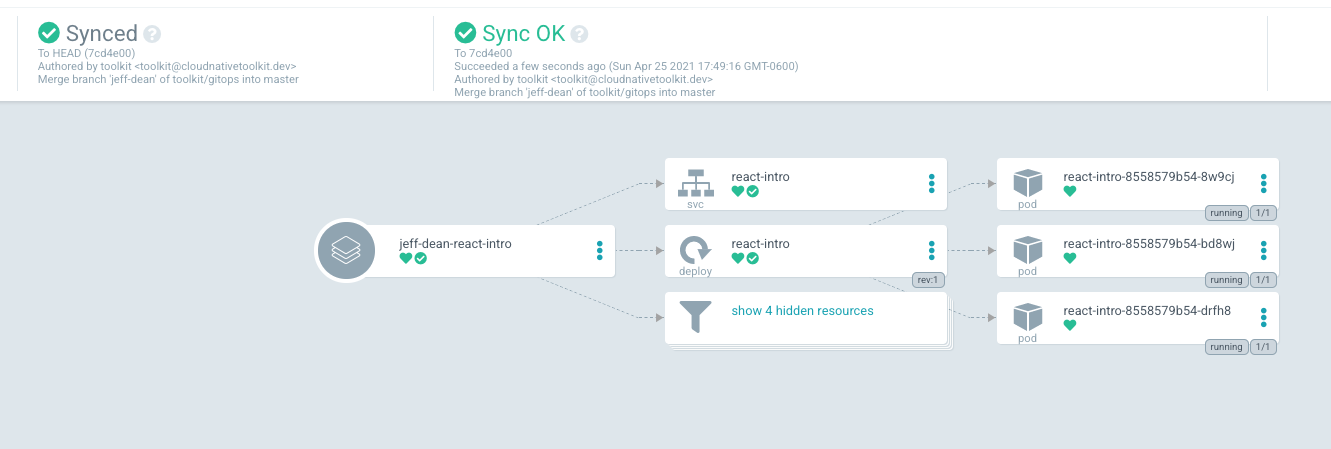 Synced
To HEAD (7cd4e00)
Authored by toolkit <toolkit@cloudnativetoolkit.dev>
Merge branch 'jeff-dean' of toolkit/gitops into master
Sync OK
To 7cd4e00
Succeeded a few seconds ago (Sun Apr 25 2021 17:49:16 GMT-0600)
Authored by toolkit <toolkit@cloudnativetoolkit.dev>
Merge branch 'jeff-dean' of toolkit/gitops into master
jeff-dean-react-intro
react-intro
svc
react-intro
deploy
rev:1
show 4 hidden resources
react-intro-8558579b54-8w9cj
pod
running 1/1
react-intro-8558579b54-bd8wj
pod
running 1/1
react-intro-8558579b54-drfh8
pod
running 1/1